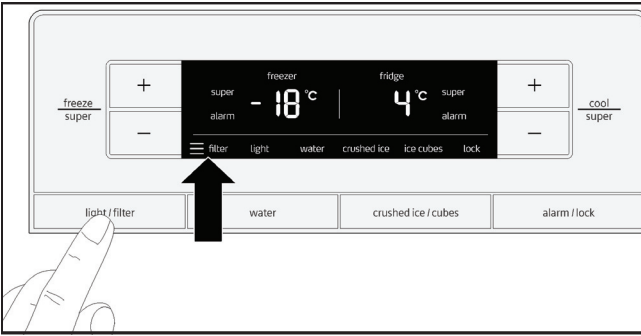 freezer fridge
super -18 °C 4 °C super
alarm alarm
filter light water crushed ice ice cubes lock
freeze
super
+
−
+
−
cool
super
light / filter water crushed ice / cubes alarm / lock